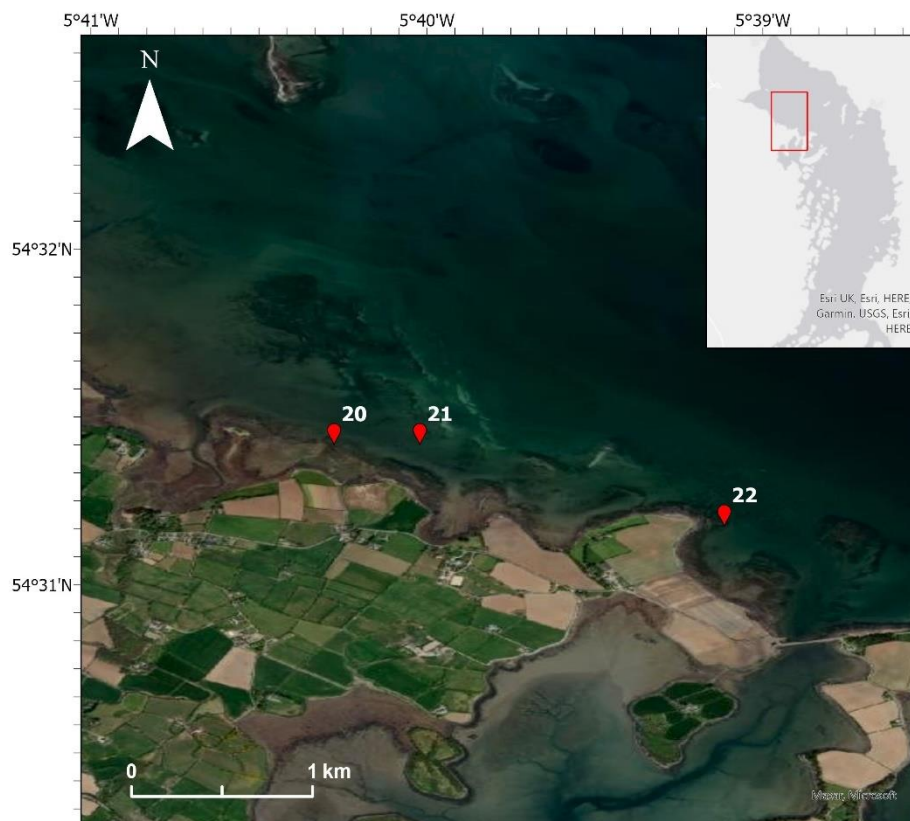 5°41'W
5°40'W
5°39'W
N
54°32'N
Esri UK, Esri, HERE,
Garmin, USGS, Esri,
HERE
20
21
22
54°31'N
0
1 km
Maxar, Microsoft